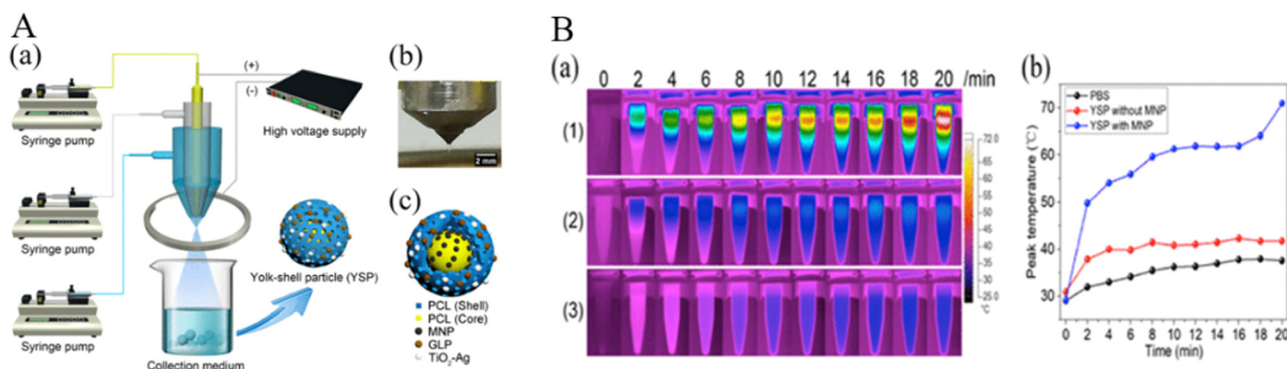 A
(a)
Syringe pump
Syringe pump
Syringe pump
(+)
(-)
High voltage supply
Yolk-shell particle (YSP)
Collection medium
(b)
2 mm
(c)
PCL (Shell)
PCL (Core)
MNP
GLP
TiO2-Ag
B
(a)
0 2 4 6 8 10 12 14 16 18 20 /min
(1)
(2)
(3)
72.0
65
60
55
50
45
40
35
30
25.0
°C
(b)
PBS
YSP without MNP
YSP with MNP
Peak temperature (℃)
70
60
50
40
30
0 2 4 6 8 10 12 14 16 18 20
Time (min)